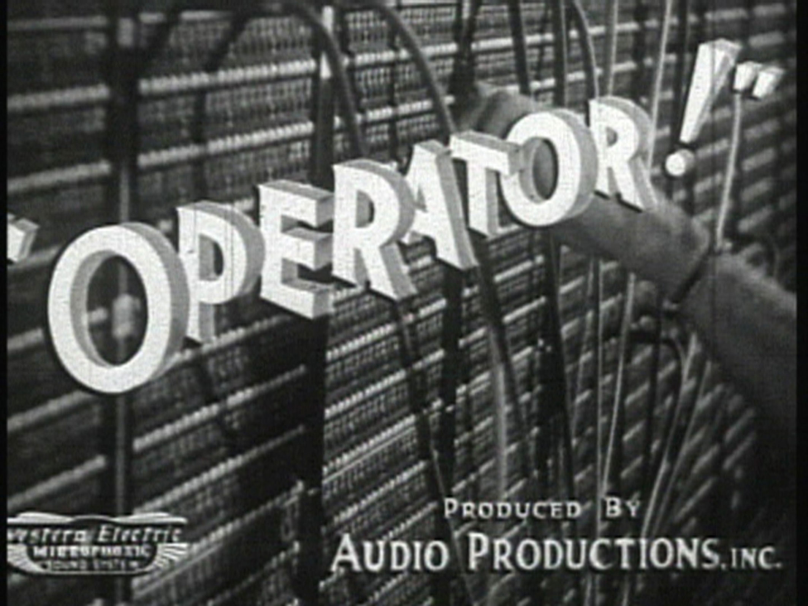 "OPERATOR!"
PRODUCED BY
AUDIO PRODUCTIONS, INC.
Western Electric
MIRROPHONIC
SOUND SYSTEM